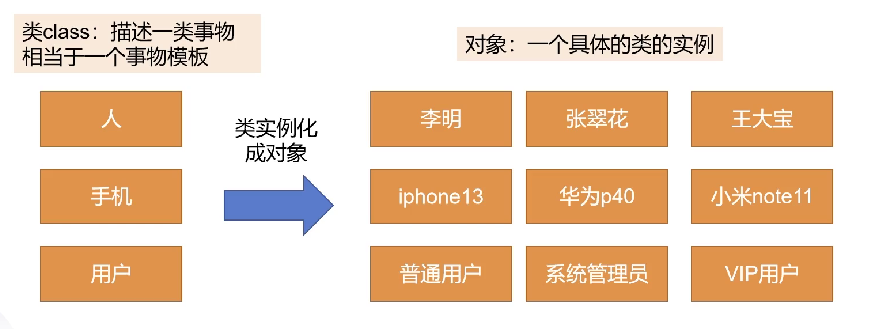 类class：描述一类事物
相当于一个事物模板
对象：一个具体的类的实例
人
手机
用户
类实例化
成对象
李明
张翠花
王大宝
iphone13
华为p40
小米note11
普通用户
系统管理员
VIP用户